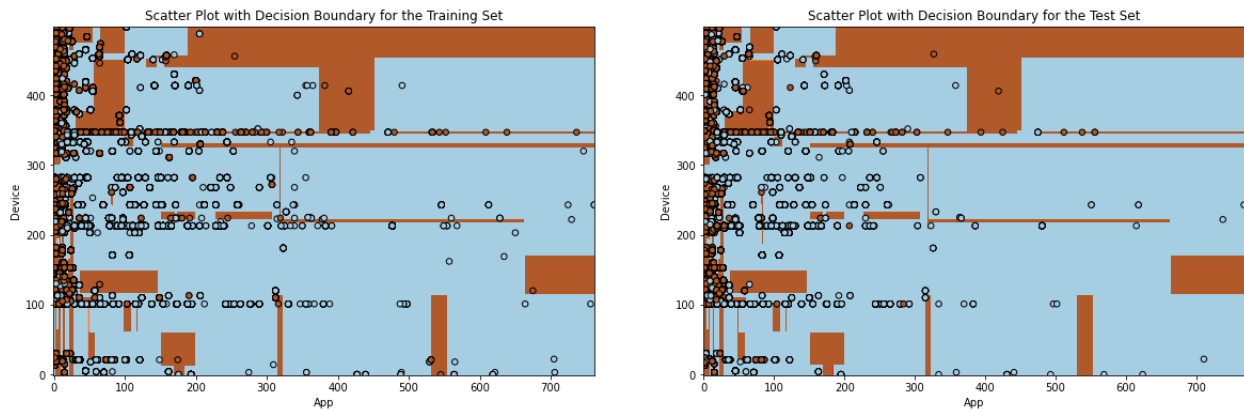 Scatter Plot with Decision Boundary for the Training Set
400
300
200
100
0
Device
0 100 200 300 400 500 600 700
App
Scatter Plot with Decision Boundary for the Test Set
400
300
200
100
0
Device
0 100 200 300 400 500 600 700
App